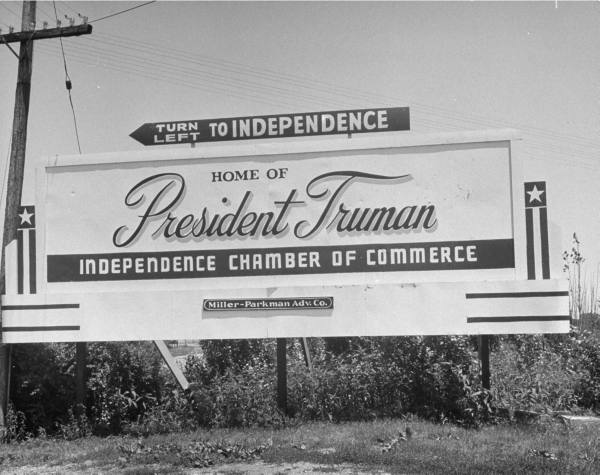 TURN LEFT TO INDEPENDENCE
HOME OF
President Truman
INDEPENDENCE CHAMBER OF COMMERCE
Miller-Parkman Adv. Co.